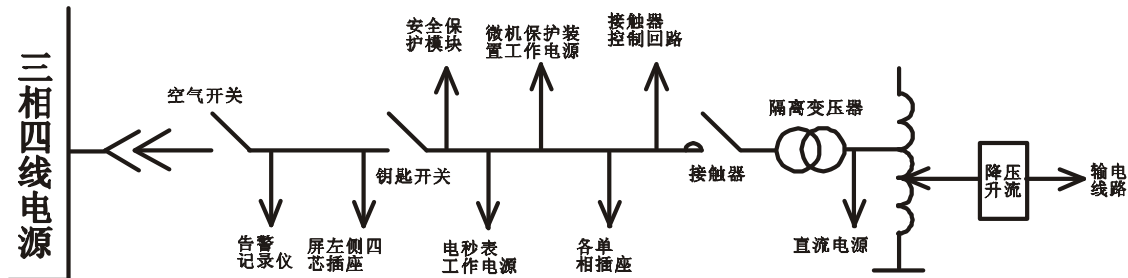 三相四线电源
空气开关
告警
记录仪
屏左侧四
芯插座
钥匙开关
安全保
护模块
电秒表
工作电源
微机保护装
置工作电源
各单
相插座
接触器
控制回路
接触器
隔离变压器
直流电源
降压
升流
输电
线路